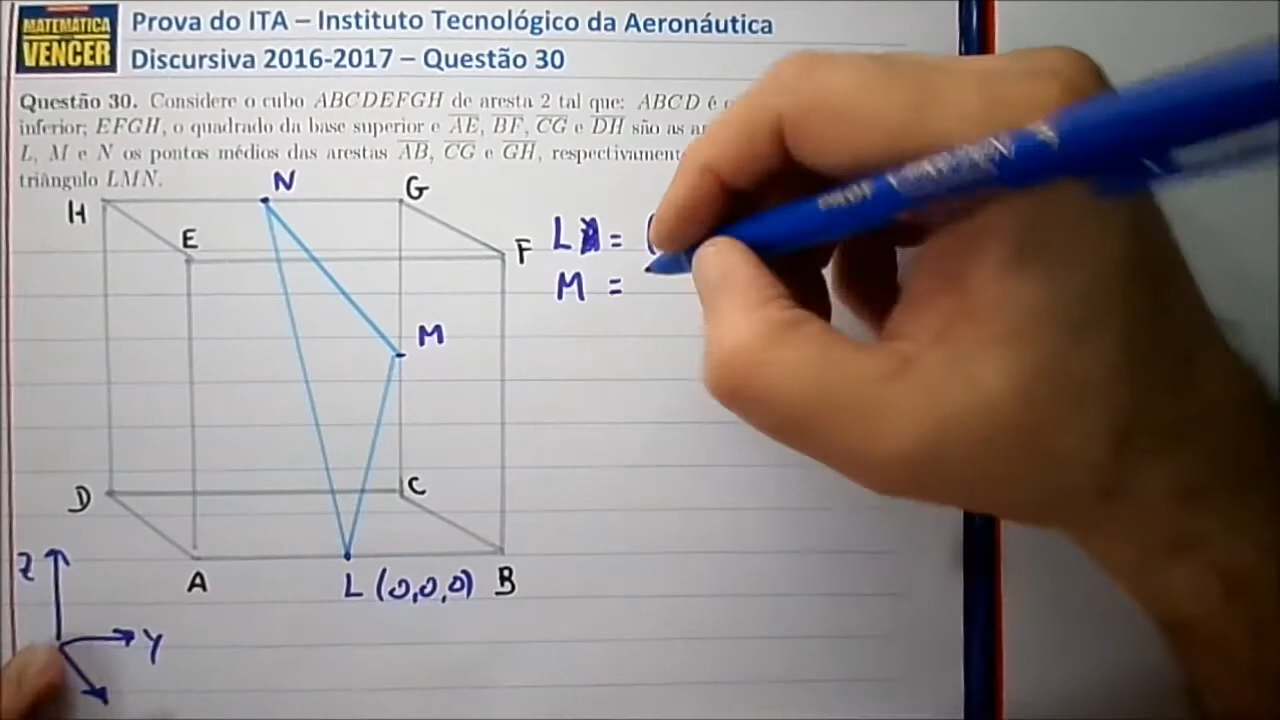 MATEMÁTICA
VENCER
Prova do ITA – Instituto Tecnológico da Aeronáutica
Discursiva 2016-2017 – Questão 30
Questão 30. Considere o cubo ABCDEFGH de aresta 2 tal que: ABCD é
inferior; EFGH, o quadrado da base superior e AE, BF, CG e DH são as
L, M e N os pontos médios das arestas AB, CG e GH,
triângulo LMN.
N
G
H
E
F
L = (
M =
M
D
C
A
L (0,0,0)
B
Z
Y